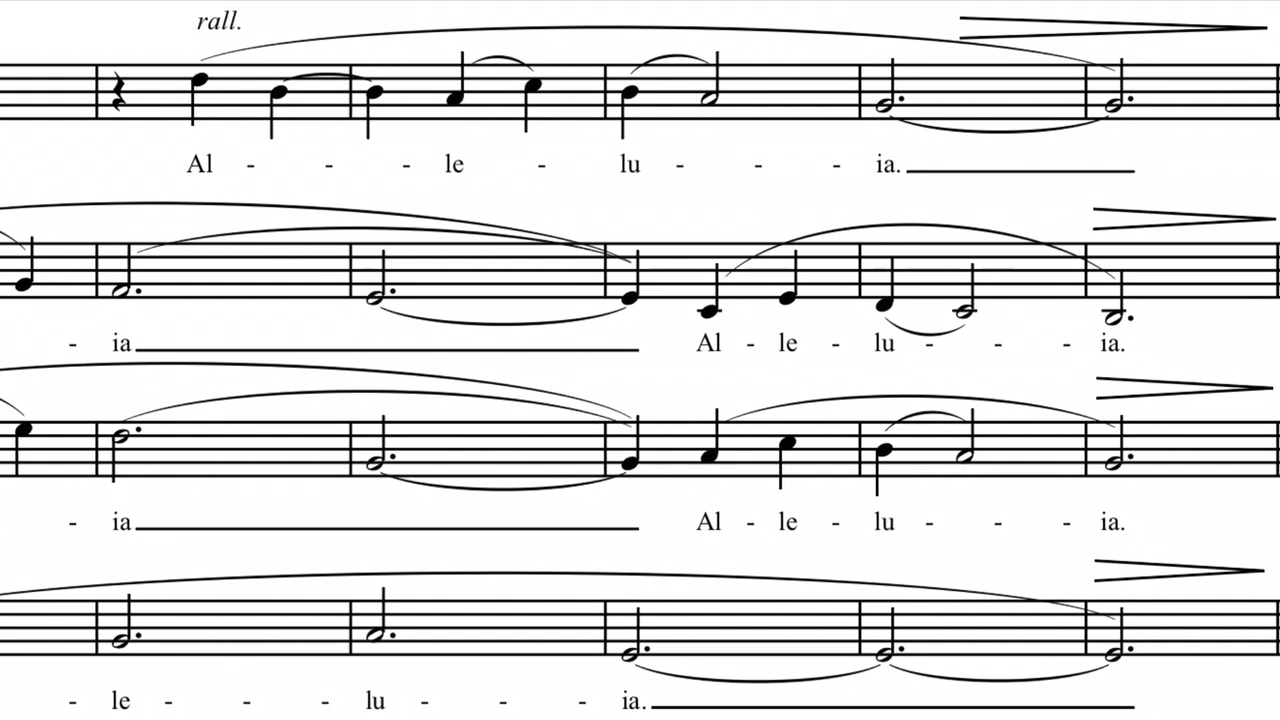 rall.
Al - - - le - lu - - - ia.
- ia Al - le - lu - - - ia.
- ia Al - le - lu - - - ia.
- le - - - lu - - - ia.